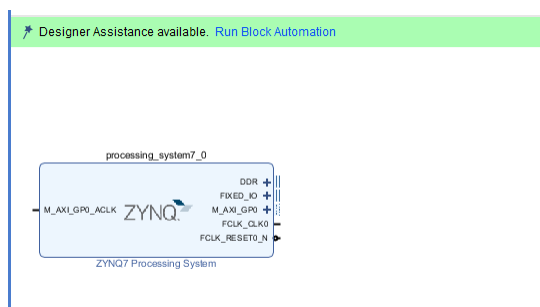 Designer Assistance available. Run Block Automation
processing_system7_0
DDR
FIXED_IO
M_AXI_GP0_ACLK ZYNQ. M_AXI_GP0
FCLK_CLK0
FCLK_RESET0_N
ZYNQ7 Processing System